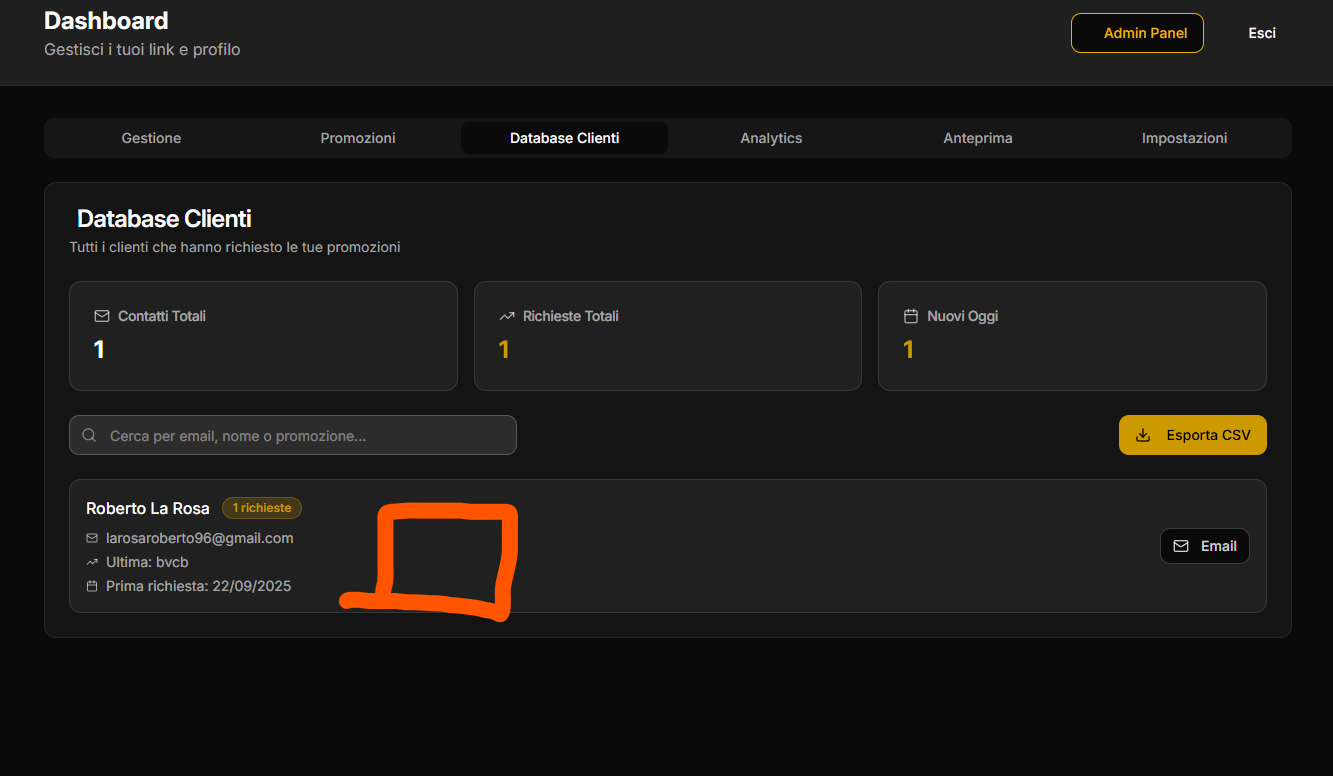 Dashboard
Gestisci i tuoi link e profilo
Admin Panel
Esci
Gestione
Promozioni
Database Clienti
Analytics
Anteprima
Impostazioni
Database Clienti
Tutti i clienti che hanno richiesto le tue promozioni
Contatti Totali
1
Richieste Totali
1
Nuovi Oggi
1
Cerca per email, nome o promozione...
Esporta CSV
Roberto La Rosa
1 richieste
larosaroberto96@gmail.com
Ultima: bvcb
Prima richiesta: 22/09/2025
Email